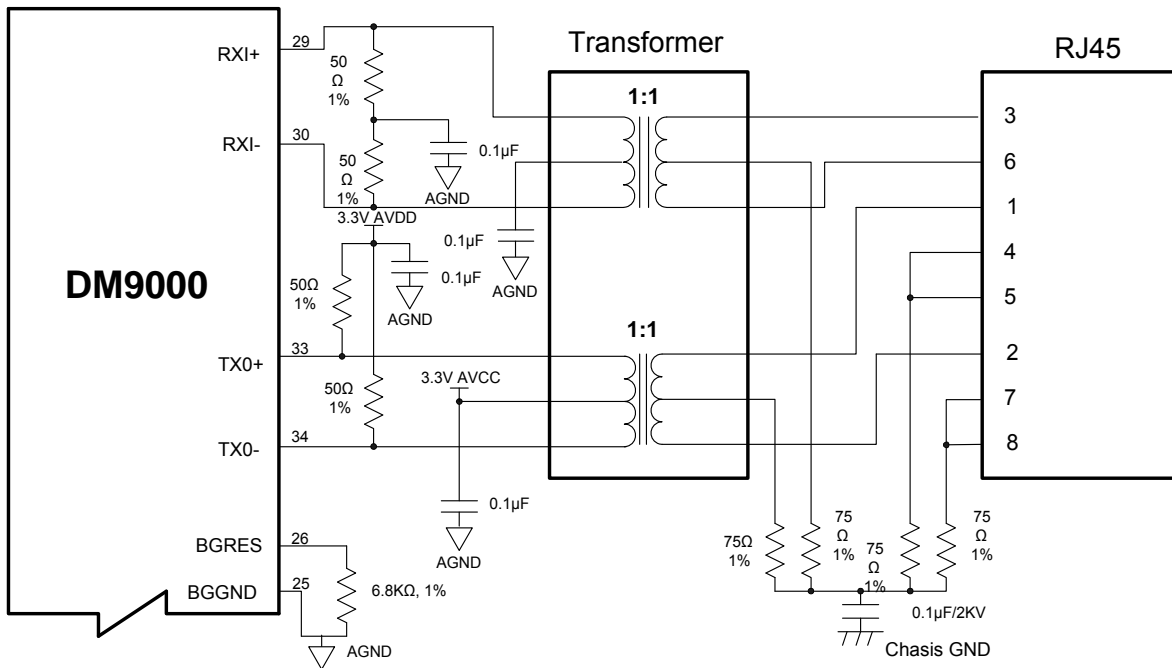 Transformer
RJ45
RXI+
29
50
Ω
1%
1:1
3
RXI-
30
50
Ω
1%
0.1µF
AGND
6
1
3.3V AVDD
0.1µF
AGND
0.1µF
AGND
4
5
DM9000
50Ω
1%
1:1
TX0+
33
2
50Ω
1%
3.3V AVCC
7
TX0-
34
8
0.1µF
AGND
75Ω
1%
75
Ω
1%
75
Ω
1%
75
Ω
1%
BGRES
26
BGGND
25
6.8KΩ, 1%
AGND
0.1µF/2KV
Chasis GND